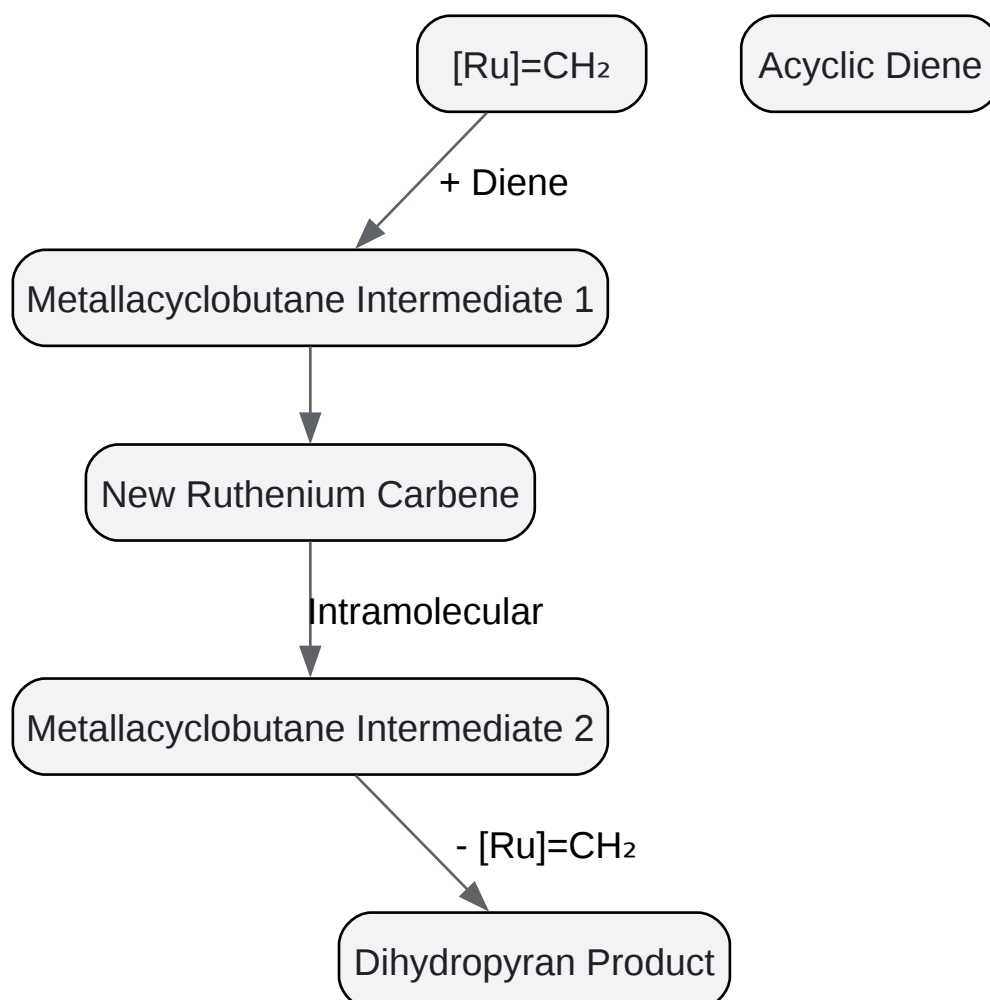 [Ru]=CH₂
Acyclic Diene
+ Diene
Metallacyclobutane Intermediate 1
New Ruthenium Carbene
Intramolecular
Metallacyclobutane Intermediate 2
- [Ru]=CH₂
Dihydropyran Product